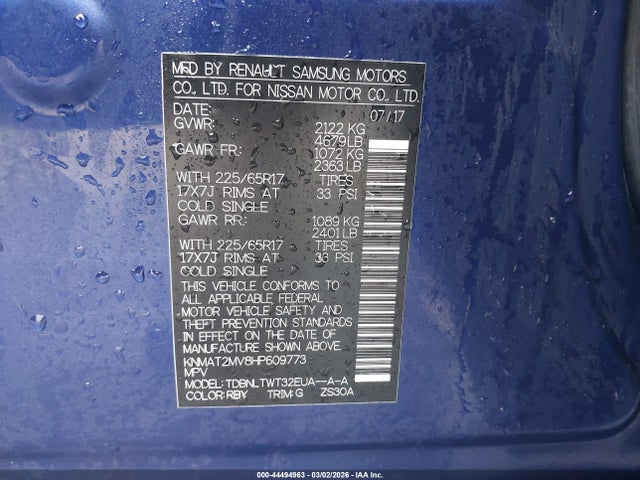 MFD BY RENAULT SAMSUNG MOTORS
CO., LTD. FOR NISSAN MOTOR CO., LTD.
DATE: 07/17
GVWR: 2122 KG
4679 LB
GAWR FR: 1072 KG
2363 LB
WITH 225/65R17 TIRES
17X7J RIMS AT 33 PSI
COLD SINGLE
GAWR RR: 1089 KG
2401 LB
WITH 225/65R17 TIRES
17X7J RIMS AT 33 PSI
COLD SINGLE
THIS VEHICLE CONFORMS TO
ALL APPLICABLE FEDERAL
MOTOR VEHICLE SAFETY AND
THEFT PREVENTION STANDARDS
IN EFFECT ON THE DATE OF
MANUFACTURE SHOWN ABOVE.
KNMAT2MV8HP609773
MPV
MODEL: TDBNLTWT32EUA--A-A
COLOR: RBY TRIM: G ZS30A
000-44494963 - 03/02/2026 - IAA Inc.